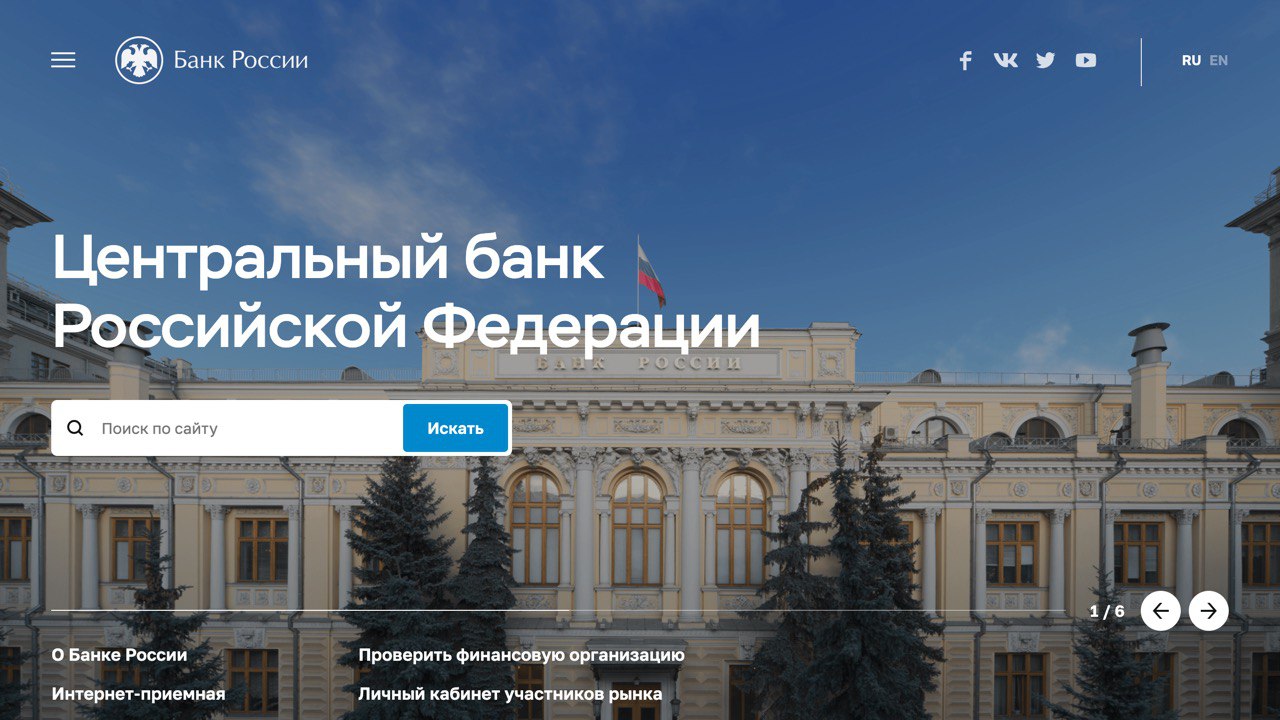 Банк России
RU EN
Центральный банк
Российской Федерации
БАНК РОССИИ
Поиск по сайту
Искать
1 / 6
О Банке России
Проверить финансовую организацию
Интернет-приемная
Личный кабинет участников рынка